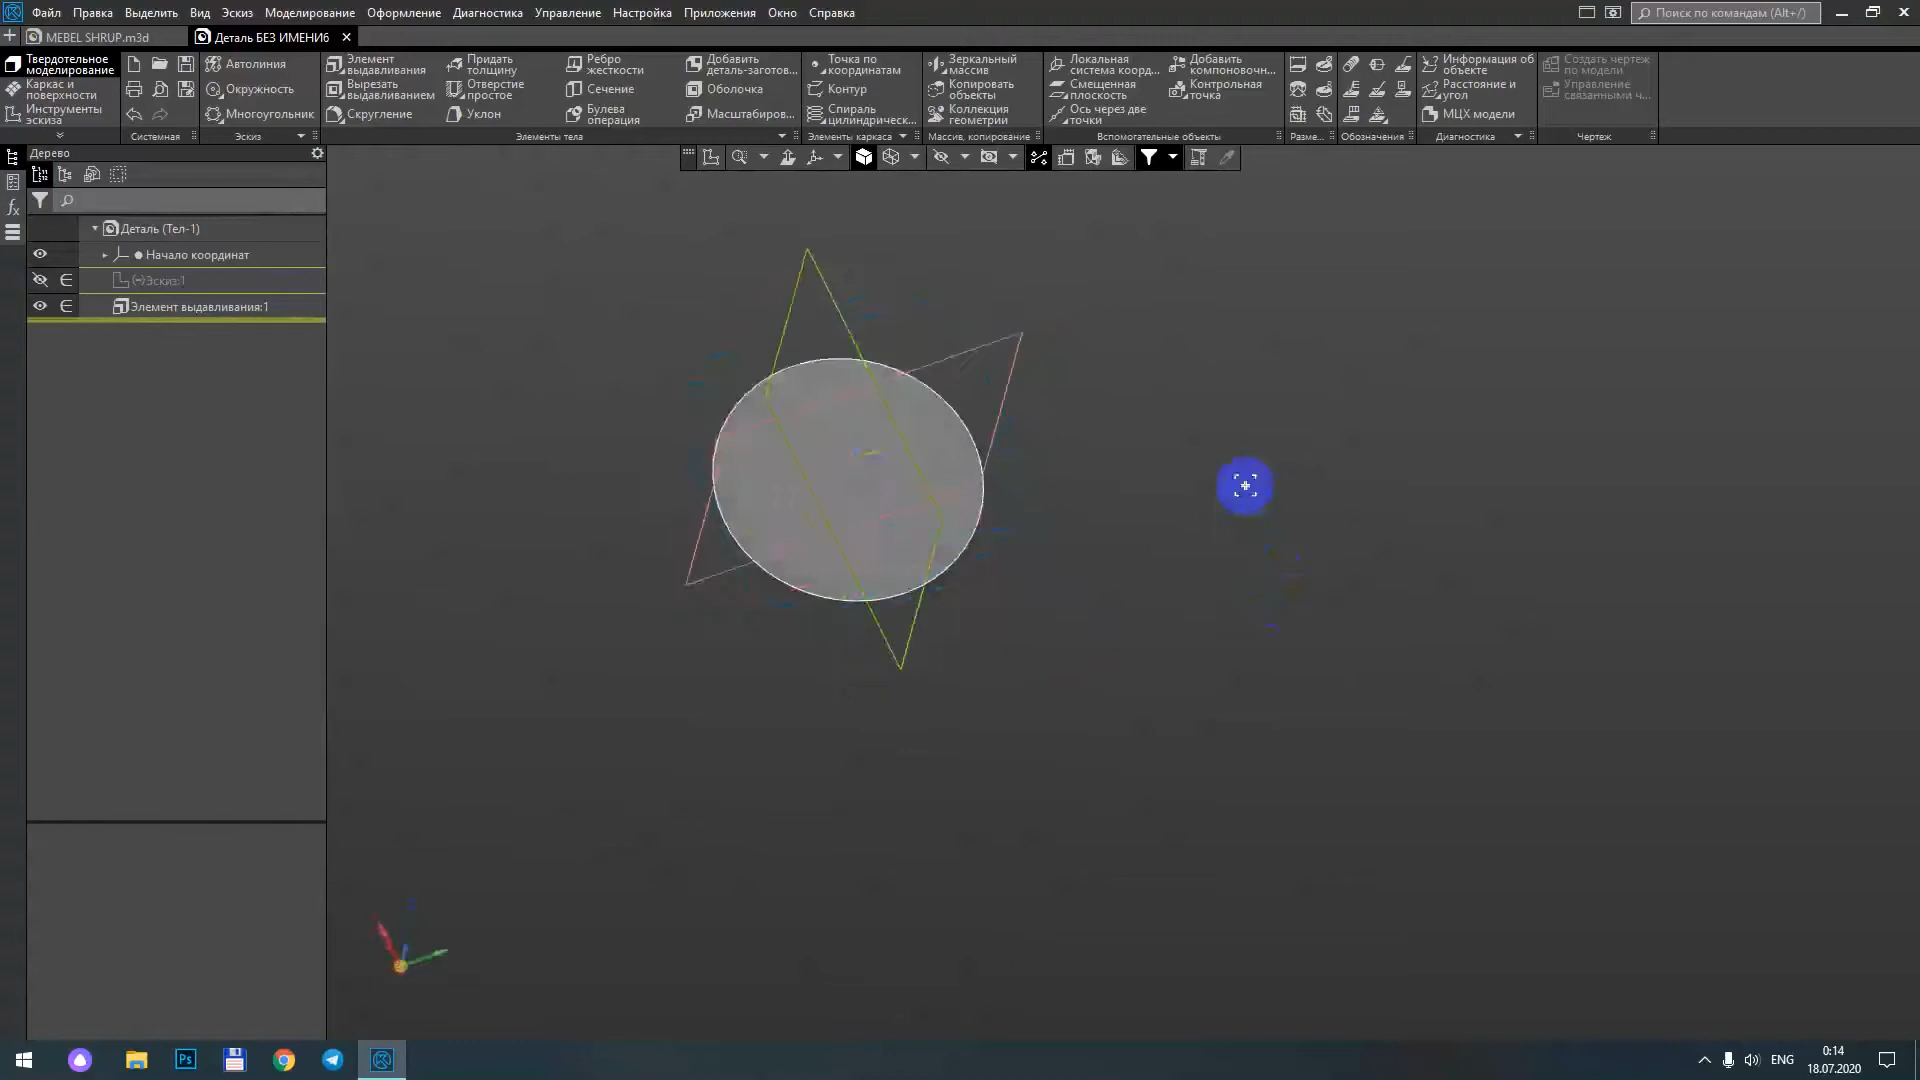 Файл Правка Выделить Вид Эскиз Моделирование Оформление Диагностика Управление Настройка Приложения Окно Справка
Поиск по командам (Alt+/)
MEBEL SHRUP.m3d
Деталь БЕЗ ИМЕНИ6
Твердотельное моделирование
Каркас и поверхности
Инструменты эскиза
Системная
Автолиния
Окружность
Многоугольник
Эскиз
Элемент выдавливания
Вырезать выдавливанием
Скругление
Придать толщину
Отверстие простое
Уклон
Ребро жесткости
Сечение
Булева операция
Добавить деталь-заготов...
Оболочка
Масштабиров...
Элементы тела
Точка по координатам
Контур
Спираль цилиндрическ...
Элементы каркаса
Зеркальный массив
Копировать объекты
Коллекция геометрии
Массив, копирование
Локальная система коорд...
Смещенная плоскость
Ось через две точки
Добавить компоновочн...
Контрольная точка
Вспомогательные объекты
Разме...
Обозначения
Информация об объекте
Расстояние и угол
МЦХ модели
Диагностика
Создать чертеж по модели
Управление связанными ч...
Чертеж
Дерево
Деталь (Тел-1)
Начало координат
(-)Эскиз:1
Элемент выдавливания:1
fx
Ps
ENG
0:14
18.07.2020